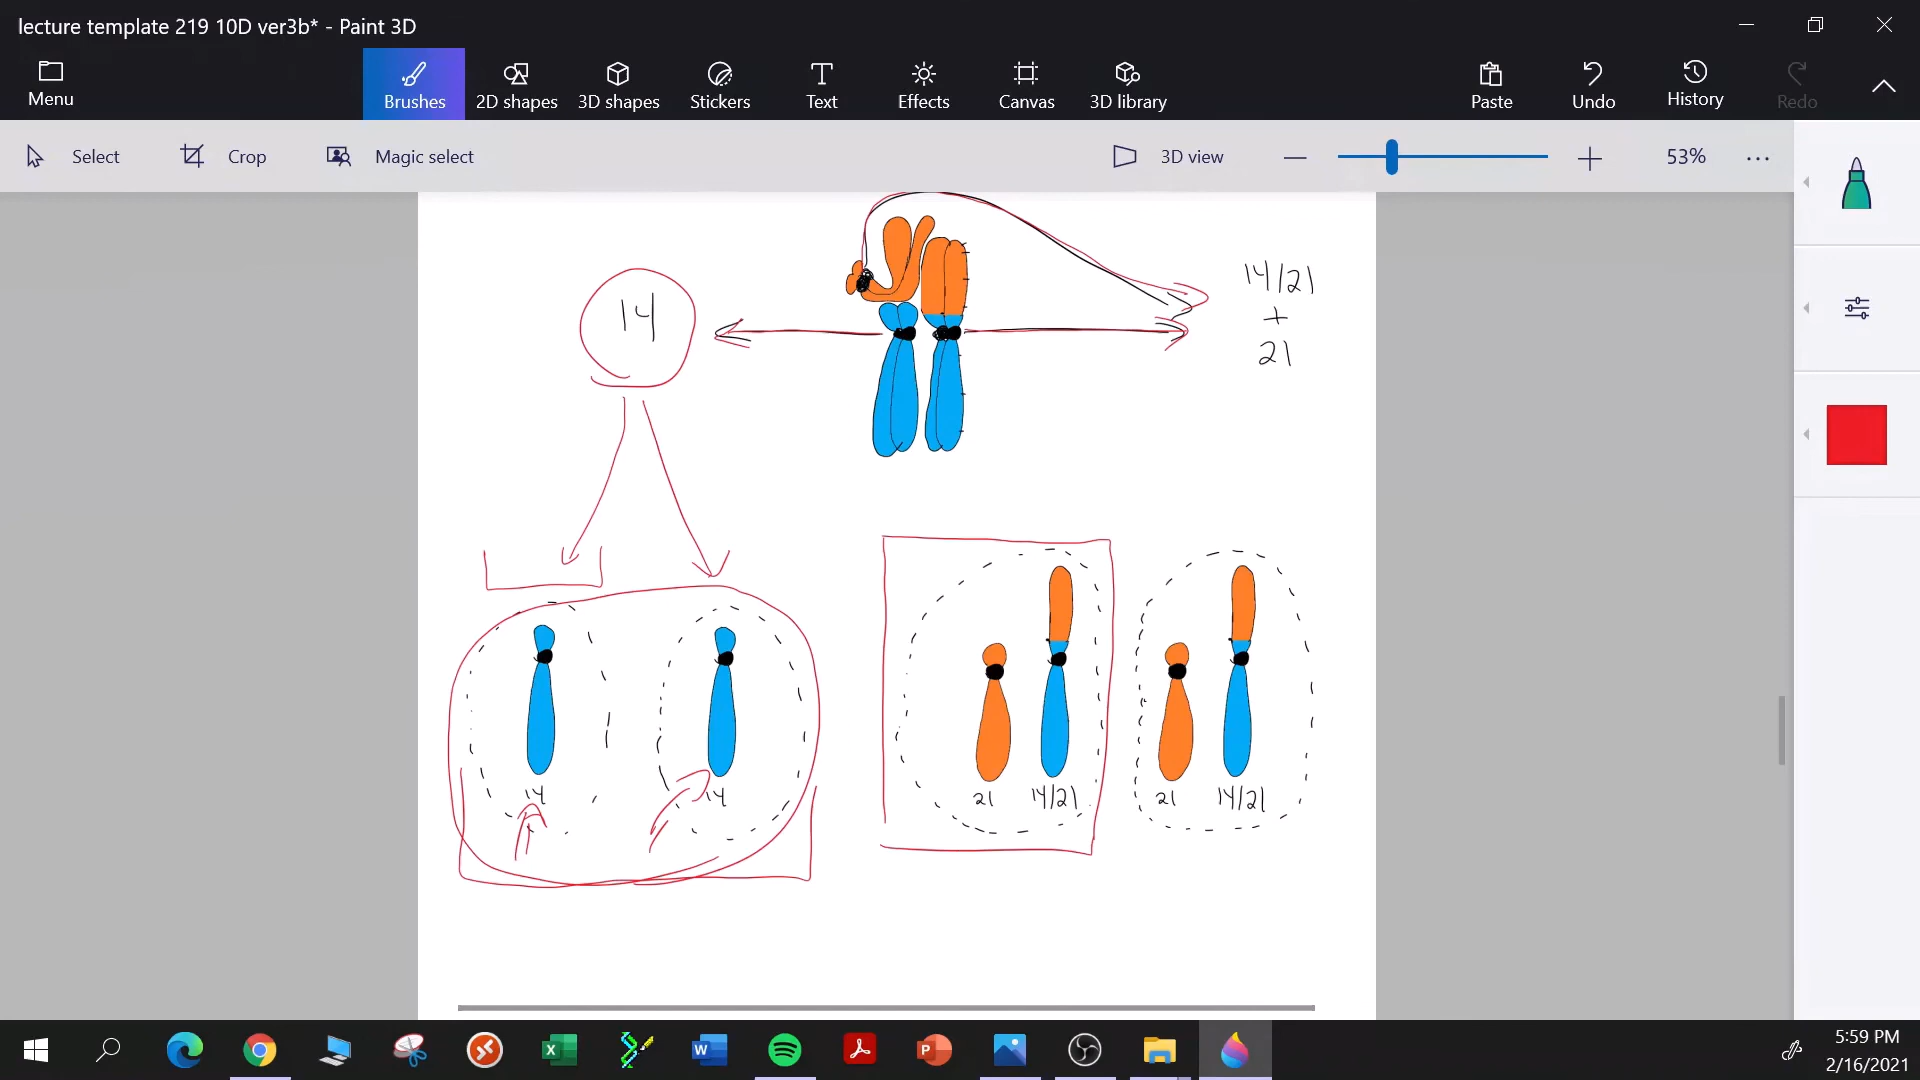 lecture template 219 10D ver3b* - Paint 3D
Menu
Brushes
2D shapes
3D shapes
Stickers
Text
Effects
Canvas
3D library
Paste
Undo
History
Redo
Select
Crop
Magic select
3D view
53%
14
14/21
+
21
14
14
21
14/21
21
14/21
5:59 PM
2/16/2021